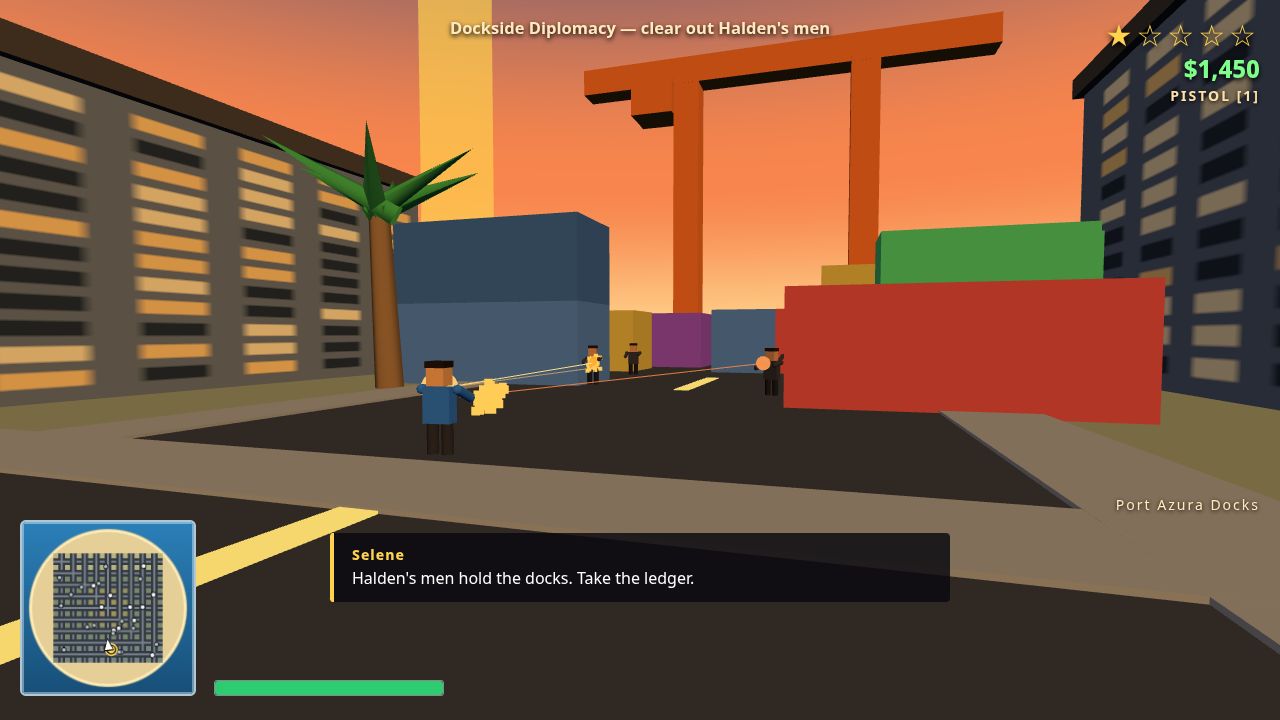 Dockside Diplomacy — clear out Halden's men
★☆☆☆☆
$1,450
PISTOL [1]
Port Azura Docks
Selene
Halden's men hold the docks. Take the ledger.